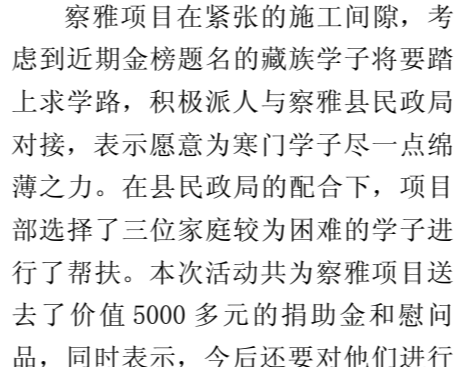 察雅项目在紧张的施工间隙，考
虑到近期金榜题名的藏族学子将要踏
上求学路，积极派人与察雅县民政局
对接，表示愿意为寒门学子尽一点绵
薄之力。在县民政局的配合下，项目
部选择了三位家庭较为困难的学子进
行了帮扶。本次活动共为察雅项目送
去了价值 5000 多元的捐助金和慰问
品，同时表示，今后还要对他们进行